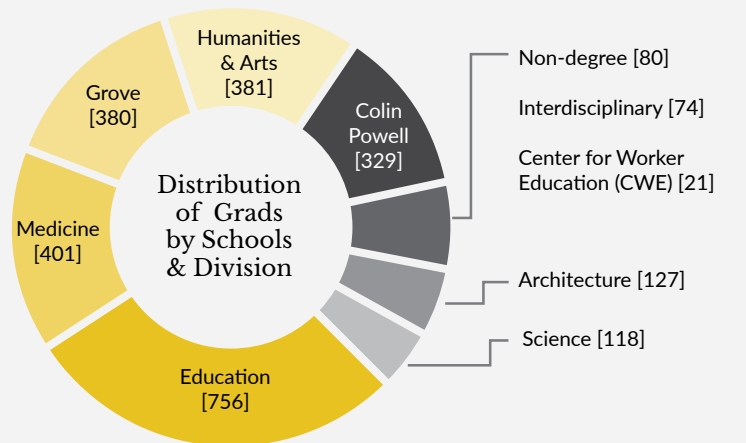 Humanities
& Arts
[381]
Grove
[380]
Colin
Powell
[329]
Medicine
[401]
Distribution
of Grads
by Schools
& Division
Education
[756]
Non-degree [80]
Interdisciplinary [74]
Center for Worker
Education (CWE) [21]
Architecture [127]
Science [118]